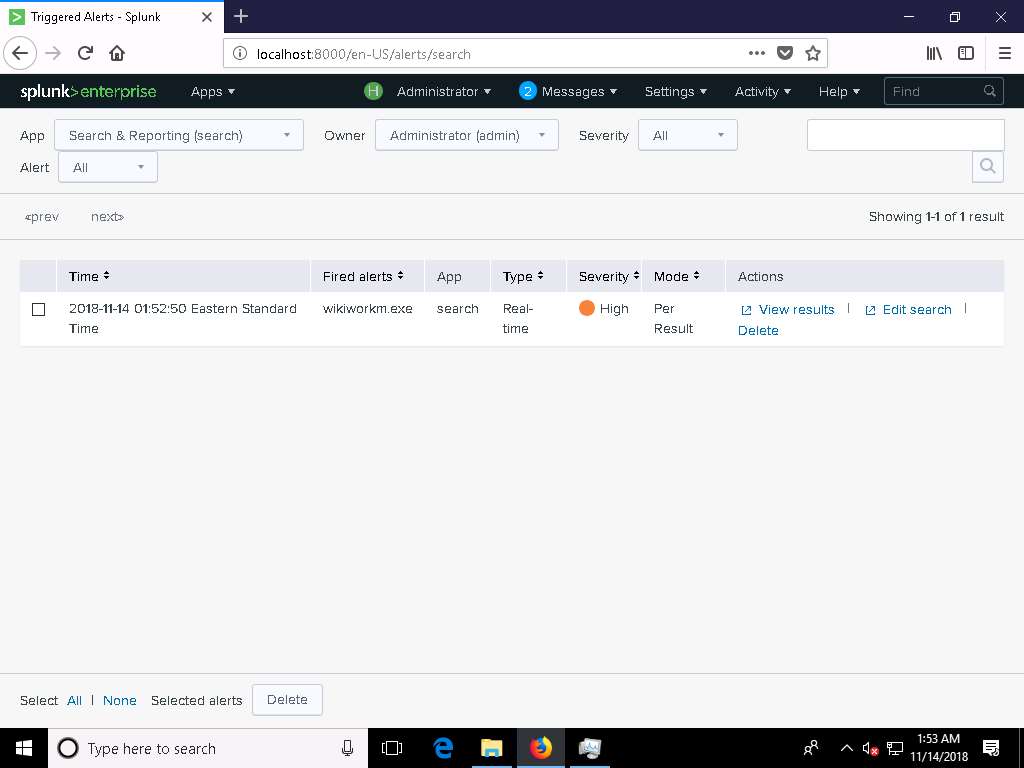 Triggered Alerts - Splunk
localhost:8000/en-US/alerts/search
splunk>enterprise Apps H Administrator 2 Messages Settings Activity Help Find
App Search & Reporting (search) Owner Administrator (admin) Severity All
Alert All
«prev next» Showing 1-1 of 1 result
Time Fired alerts App Type Severity Mode Actions
2018-11-14 01:52:50 Eastern Standard wikiworkm.exe search Real- High Per View results | Edit search |
Time time Result Delete
Select All | None Selected alerts Delete
Type here to search 1:53 AM
11/14/2018